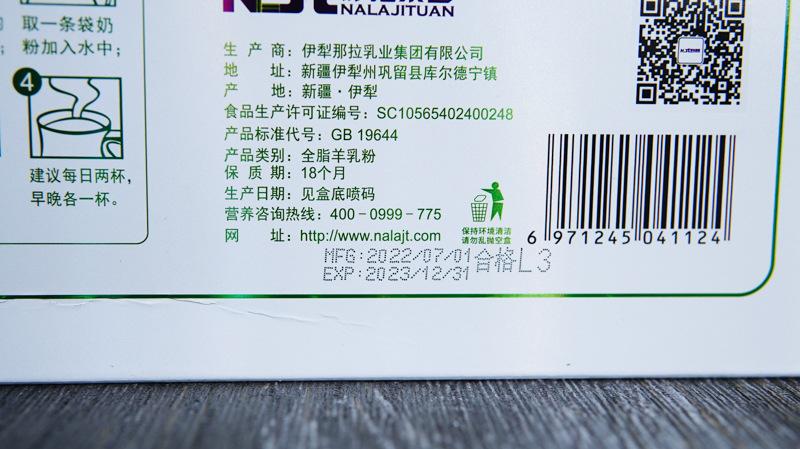 NALAJITUAN
取一条袋奶
粉加入水中；
4
建议每日两杯，
早晚各一杯。
生 产 商：伊犁那拉乳业集团有限公司
地 址：新疆伊犁州巩留县库尔德宁镇
产 地：新疆·伊犁
食品生产许可证编号：SC10565402400248
产品标准代号：GB 19644
产品类别：全脂羊乳粉
保 质 期：18个月
生产日期：见盒底喷码
营养咨询热线：400-0999-775
网 址：http://www.nalajt.com
保持环境清洁
请勿乱抛空盒
6 971245 041124
MFG:2022/07/01合格L3
EXP:2023/12/31